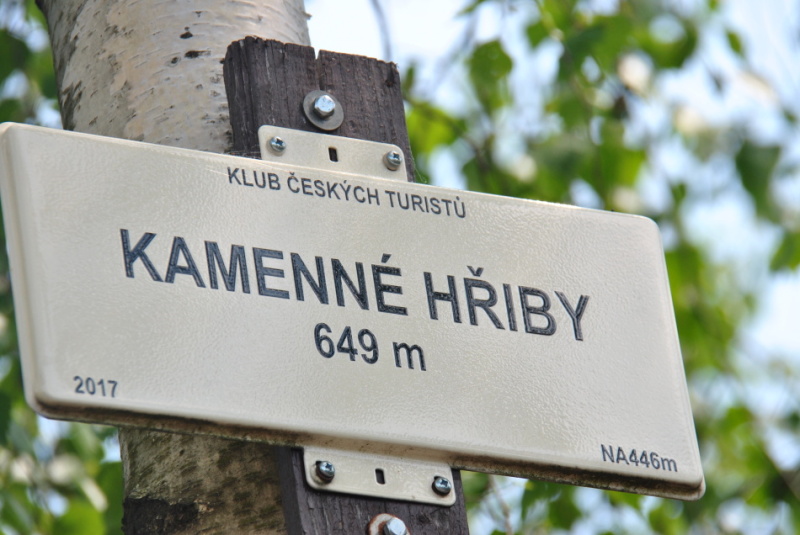 KLUB ČESKÝCH TURISTŮ
KAMENNÉ HŘIBY
649 m
2017
NA446m